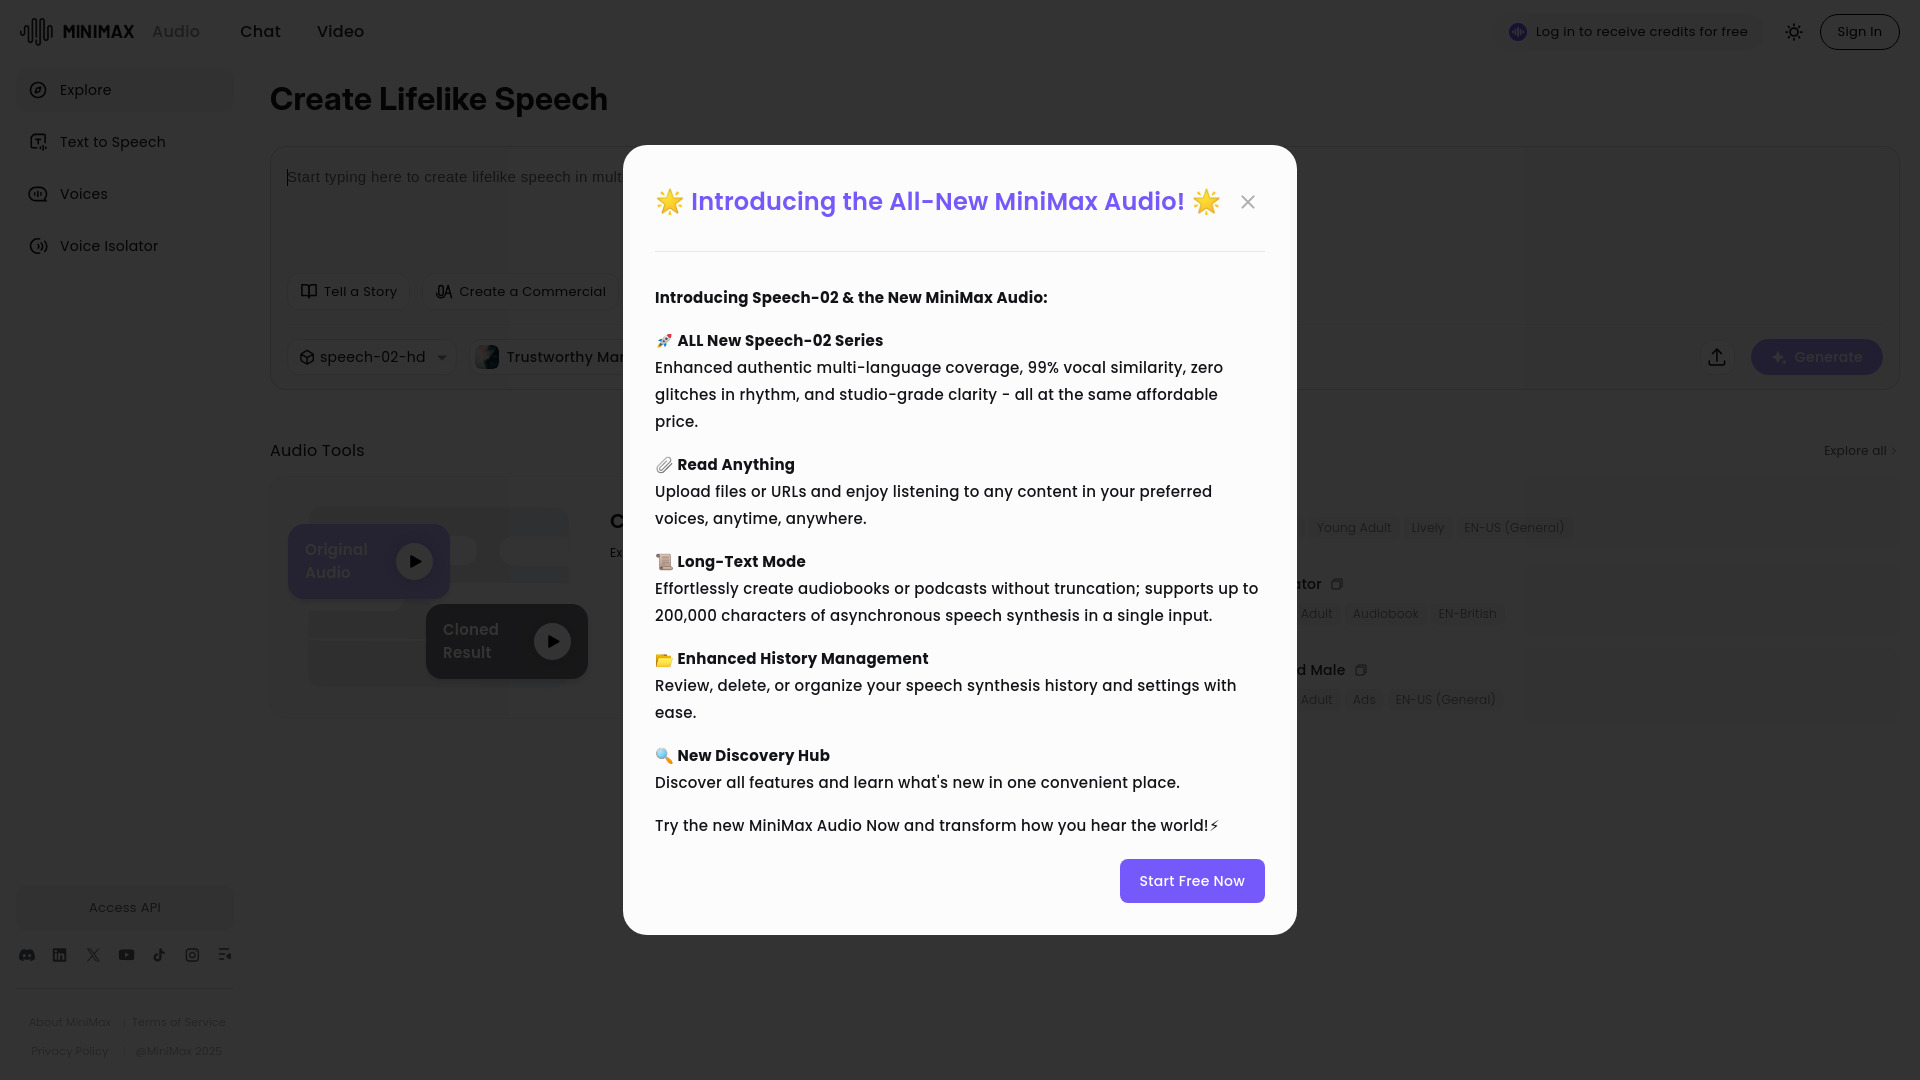 MINIMAX Audio Chat Video
Log in to receive credits for free
Sign In
Explore
Text to Speech
Voices
Voice Isolator
Create Lifelike Speech
Start typing here to create lifelike speech in
Tell a Story
Create a Commercial
speech-02-hd
Trustworthy
Generate
Audio Tools
Explore all
Original
Audio
Cloned
Result
Young Adult Lively EN-US (General)
Adult Audiobook EN-British
Male
Adult Ads EN-US (General)
🌟 Introducing the All-New MiniMax Audio! 🌟
Introducing Speech-02 & the New MiniMax Audio:
🚀 ALL New Speech-02 Series
Enhanced authentic multi-language coverage, 99% vocal similarity, zero
glitches in rhythm, and studio-grade clarity - all at the same affordable
price.
📎 Read Anything
Upload files or URLs and enjoy listening to any content in your preferred
voices, anytime, anywhere.
📜 Long-Text Mode
Effortlessly create audiobooks or podcasts without truncation; supports up to
200,000 characters of asynchronous speech synthesis in a single input.
📂 Enhanced History Management
Review, delete, or organize your speech synthesis history and settings with
ease.
🔍 New Discovery Hub
Discover all features and learn what's new in one convenient place.
Try the new MiniMax Audio Now and transform how you hear the world!⚡
Start Free Now
Access API
About MiniMax
Terms of Service
Privacy Policy
@MiniMax 2025